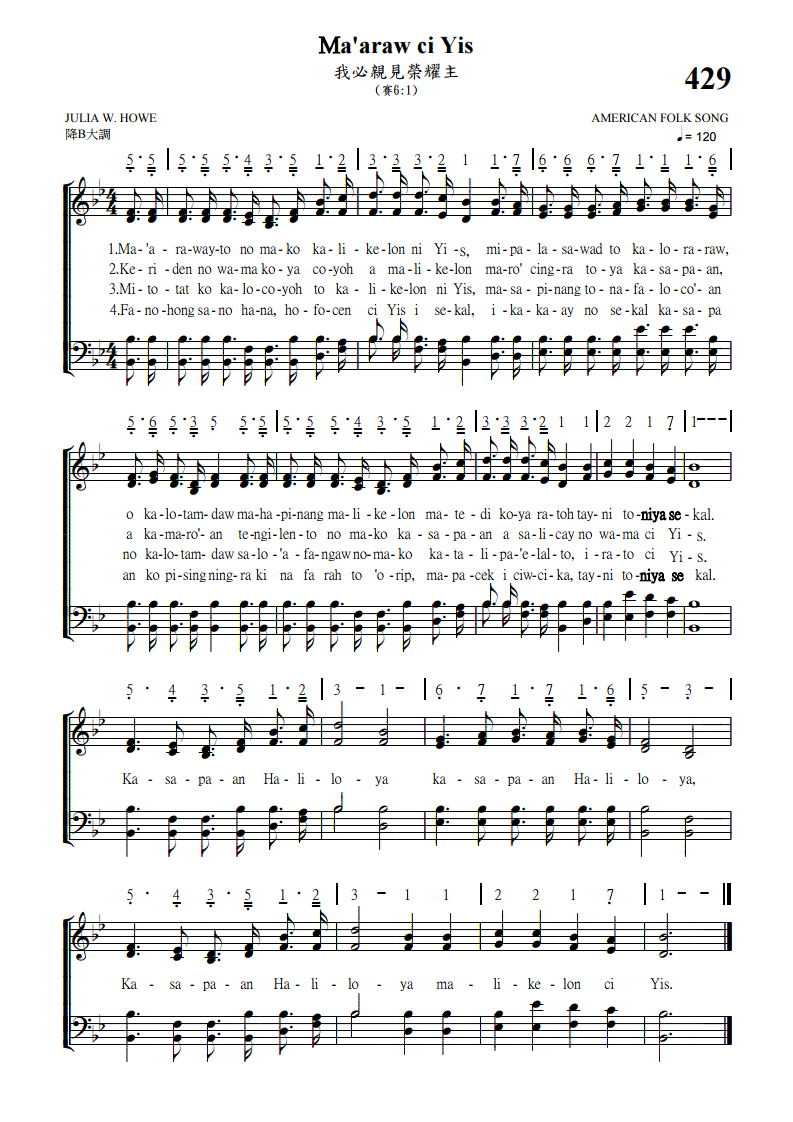 Ma'araw ci Yis
我必親見榮耀主
(賽6:1)
429
JULIA W. HOWE
AMERICAN FOLK SONG
降B大調
♩= 120
1.Ma-'a-ra-way-to no ma-ko ka-li-ke-lon ni Yi-s, mi-pa-la-sa-wad to ka-lo-ra-raw,
2.Ke-ri-den no wa-ma ko-ya co-yoh a ma-li-ke-lon ma-ro' cing-ra to-ya ka-sa-pa-an,
3.Mi-to-tat ko ka-lo-co-yoh to ka-li-ke-lon ni Yis, ma-sa-pi-nang to-na-fa-lo-co'-an
4.Fa-no-hong sa-no ha-na, ho-fo-cen ci Yis i se-kal, i-ka-ka-ay no se-kal ka-sa-pa
o ka-lo-tam-daw ma-ha-pi-nang ma-li-ke-lon ma-te-di ko-ya ra-toh tay-ni to-niya se-kal.
a ka-ma-ro'-an te-ngi-len-to no ma-ko ka-sa-pa-an a sa-li-cay no wa-ma ci Yi-s.
no ka-lo-tam-daw sa-lo-'a-fa-ngaw no-ma-ko ka-ta-li-pa-'e-lal-to, i-ra-to ci Yi-s.
an ko pi-sing ning-ra ki na fa-rah to 'o-rip, ma-pa-cek i ciw-ci-ka, tay-ni to-niya se kal.
Ka-sa-pa-an Ha-li-lo-ya ka-sa-pa-an Ha-li-lo-ya,
Ka-sa-pa-an Ha-li-lo-ya ma-li-ke-lon ci Yis.